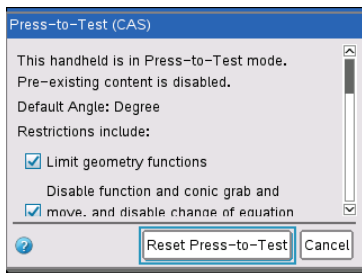 Press-to-Test (CAS)
This handheld is in Press-to-Test mode.
Pre-existing content is disabled.
Default Angle: Degree
Restrictions include:
Limit geometry functions
Disable function and conic grab and
move, and disable change of equation
Reset Press-to-Test
Cancel